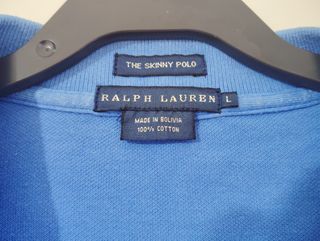 THE SKINNY POLO
RALPH LAUREN L
MADE IN BOLIVIA
100% COTTON